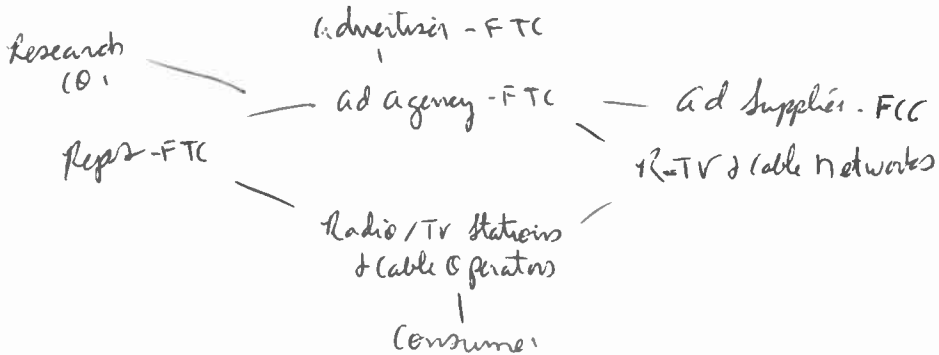 Advertiser - FTC
Research
Co.
Ad Agency - FTC
Ad Supplier - FCC
Reps - FTC
R-TV & Cable Networks
Radio/TV Stations
& Cable Operators
Consumer